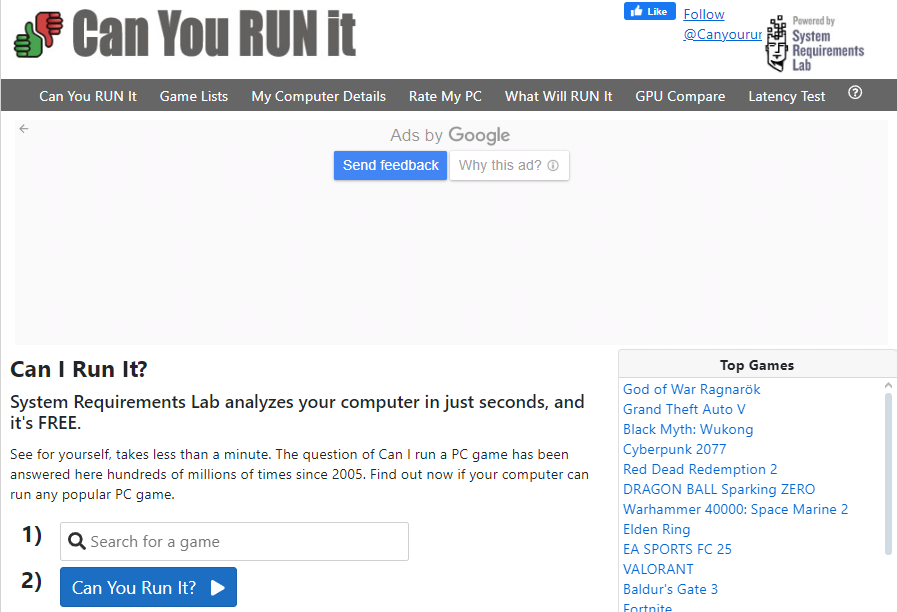 Can You RUN it
Like
Follow
@Canyourun
Powered by
System
Requirements
Lab
Can You RUN It Game Lists My Computer Details Rate My PC What Will RUN It GPU Compare Latency Test ?
Ads by Google
Send feedback Why this ad?
Can I Run It?
System Requirements Lab analyzes your computer in just seconds, and
it's FREE.
See for yourself, takes less than a minute. The question of Can I run a PC game has been
answered here hundreds of millions of times since 2005. Find out now if your computer can
run any popular PC game.
1) Search for a game
2) Can You Run It?
Top Games
God of War Ragnarök
Grand Theft Auto V
Black Myth: Wukong
Cyberpunk 2077
Red Dead Redemption 2
DRAGON BALL Sparking ZERO
Warhammer 40000: Space Marine 2
Elden Ring
EA SPORTS FC 25
VALORANT
Baldur's Gate 3
Fortnite